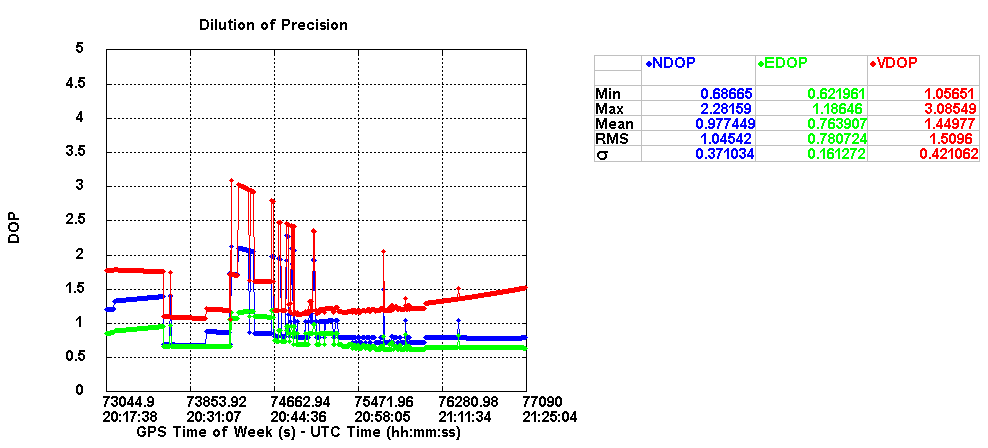 Dilution of Precision
5
4.5
4
3.5
3
2.5
2
1.5
1
0.5
0
DOP
73044.9 73853.92 74662.94 75471.96 76280.98 77090
20:17:38 20:31:07 20:44:36 20:58:05 21:11:34 21:25:04
GPS Time of Week (s) - UTC Time (hh:mm:ss)
NDOP EDOP VDOP
Min 0.68665 0.621961 1.05651
Max 2.28159 1.18646 3.08549
Mean 0.977449 0.763907 1.44977
RMS 1.04542 0.780724 1.5096
σ 0.371034 0.161272 0.421062